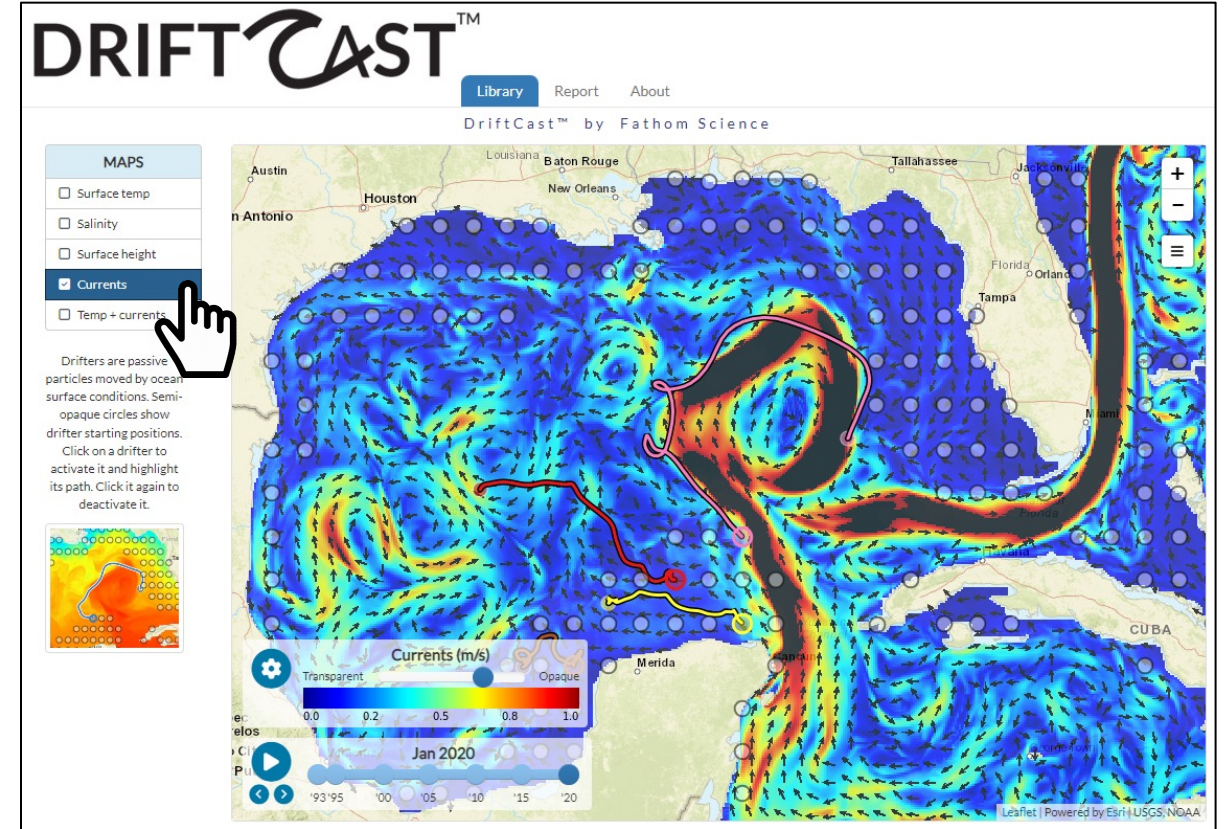 DRIFTCAST™
Library Report About
DriftCast™ by Fathom Science
MAPS
Surface temp
Salinity
Surface height
Currents
Temp + currents
Drifters are passive
particles moved by ocean
surface conditions. Semi-
opaque circles show
drifter starting positions.
Click on a drifter to
activate it and highlight
its path. Click it again to
deactivate it.
Austin
Louisiana
Baton Rouge
Tallahassee
Jacksonville
Houston
New Orleans
n Antonio
+
-
Florida
Orlando
Tampa
Miami
Florida
Havana
CUBA
Merida
Cancun
Currents (m/s)
Transparent Opaque
0.0 0.2 0.5 0.8 1.0
elos
Jan 2020
'93 '95 '00 '05 '10 '15 '20
Leaflet | Powered by Esri | USGS, NOAA